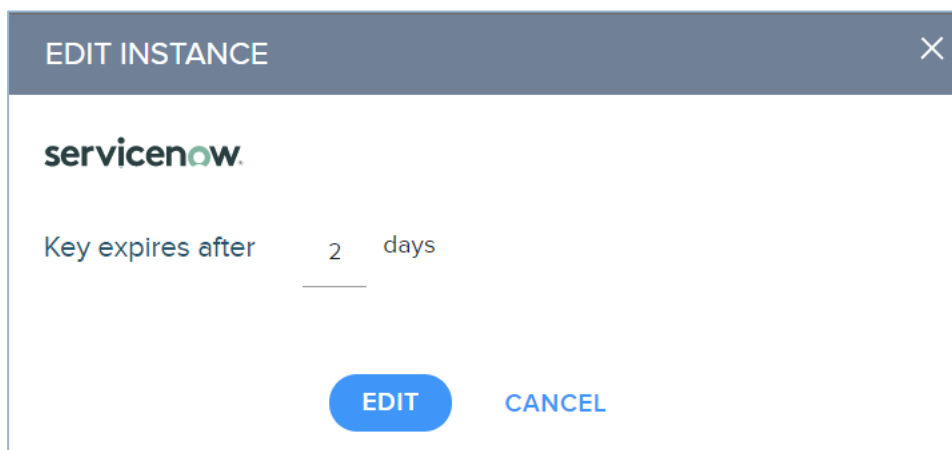 EDIT INSTANCE
servicenow.
Key expires after 2 days
EDIT CANCEL